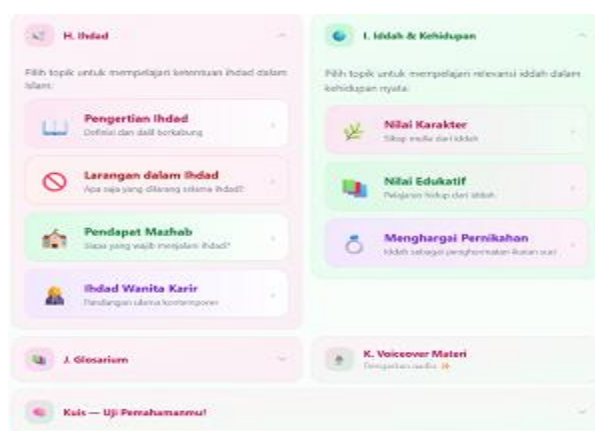 H. Ihdad
Pilih topik untuk mempelajari ketentuan ihdad dalam
Islam:
Pengertian Ihdad
Definisi dan dalil berkabung
Larangan dalam Ihdad
Apa saja yang dilarang selama ihdad?
Pendapat Mazhab
Siapa yang wajib menjalani ihdad?
Ihdad Wanita Karir
Pandangan ulama kontemporer
I. Iddah & Kehidupan
Pilih topik untuk mempelajari relevansi iddah dalam
kehidupan nyata:
Nilai Karakter
Sikap mulia dari iddah
Nilai Edukatif
Pelajaran hidup dari iddah
Menghargai Pernikahan
Iddah sebagai penghormatan ikatan suci
J. Glosarium
K. Voiceover Materi
audio
Kuis — Uji Pemahamanmu!